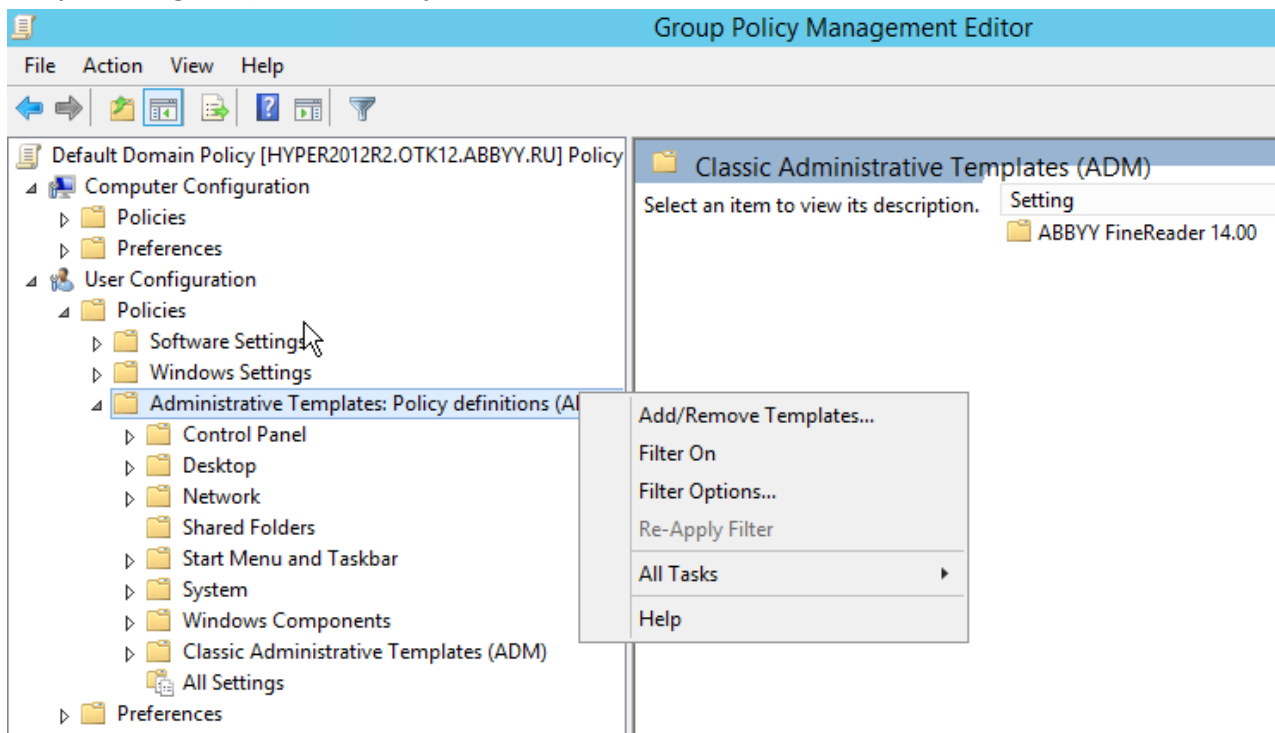 Group Policy Management Editor
File Action View Help
Default Domain Policy [HYPER2012R2.OTK12.ABBYY.RU] Policy
Computer Configuration
Policies
Preferences
User Configuration
Policies
Software Settings
Windows Settings
Administrative Templates: Policy definitions (
Control Panel
Desktop
Network
Shared Folders
Start Menu and Taskbar
System
Windows Components
Classic Administrative Templates (ADM)
All Settings
Preferences
Classic Administrative Templates (ADM)
Select an item to view its description.
Setting
ABBYY FineReader 14.00
Add/Remove Templates...
Filter On
Filter Options...
Re-Apply Filter
All Tasks
Help